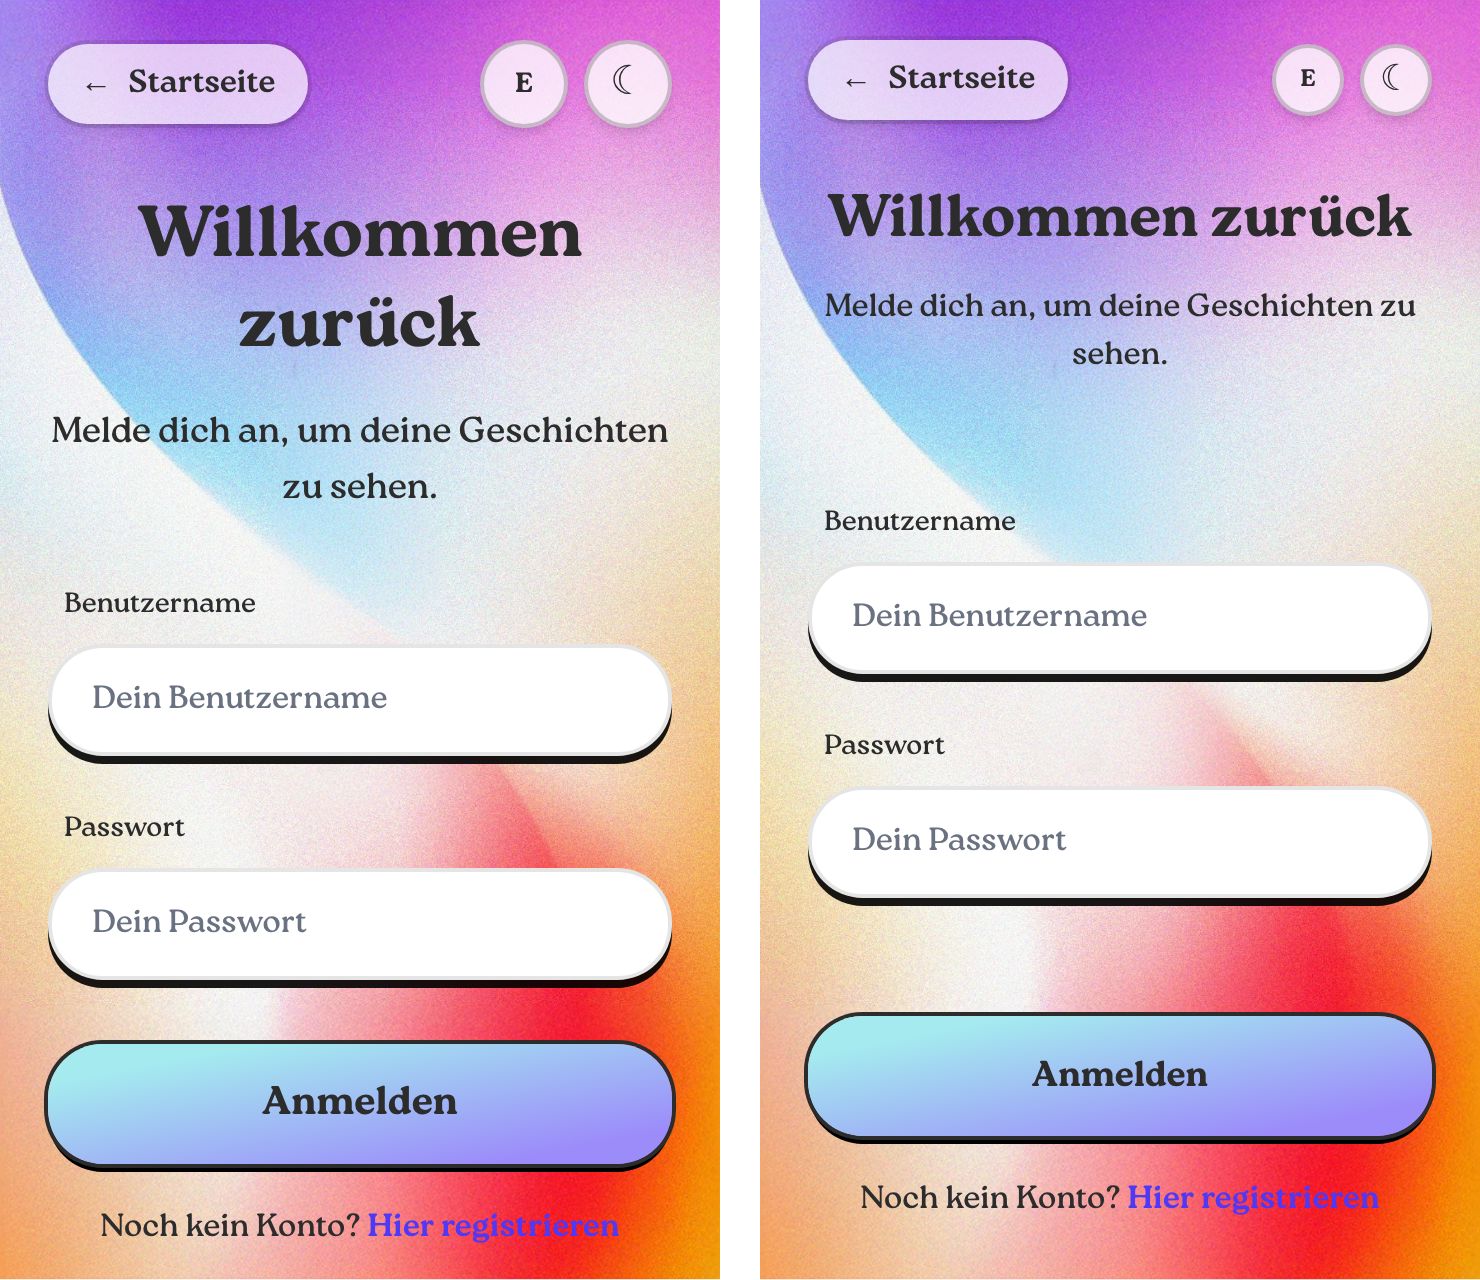 ← Startseite
E
☾
Willkommen
zurück
Melde dich an, um deine Geschichten
zu sehen.
Benutzername
Dein Benutzername
Passwort
Dein Passwort
Anmelden
Noch kein Konto? Hier registrieren
← Startseite
E
☾
Willkommen zurück
Melde dich an, um deine Geschichten zu
sehen.
Benutzername
Dein Benutzername
Passwort
Dein Passwort
Anmelden
Noch kein Konto? Hier registrieren